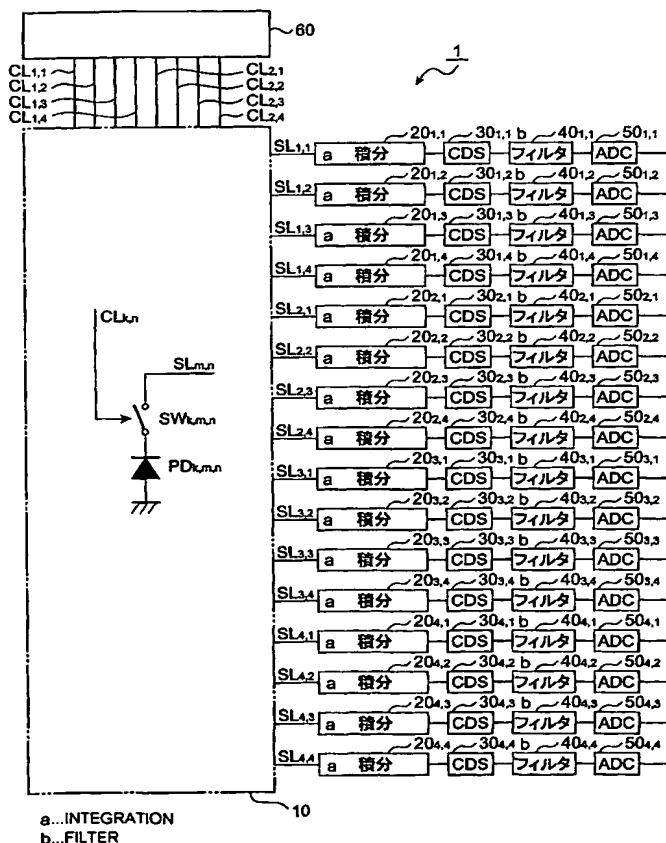 60
1
CL1,1
CL1,2
CL1,3
CL1,4
CL2,1
CL2,2
CL2,3
CL2,4
SL1,1 a 積分 201,1 CDS 301,1 b フィルタ 401,1 ADC 501,1
SL1,2 a 積分 201,2 CDS 301,2 b フィルタ 401,2 ADC 501,2
SL1,3 a 積分 201,3 CDS 301,3 b フィルタ 401,3 ADC 501,3
SL1,4 a 積分 201,4 CDS 301,4 b フィルタ 401,4 ADC 501,4
SL2,1 a 積分 202,1 CDS 302,1 b フィルタ 402,1 ADC 502,1
SL2,2 a 積分 202,2 CDS 302,2 b フィルタ 402,2 ADC 502,2
SL2,3 a 積分 202,3 CDS 302,3 b フィルタ 402,3 ADC 502,3
SL2,4 a 積分 202,4 CDS 302,4 b フィルタ 402,4 ADC 502,4
SL3,1 a 積分 203,1 CDS 303,1 b フィルタ 403,1 ADC 503,1
SL3,2 a 積分 203,2 CDS 303,2 b フィルタ 403,2 ADC 503,2
SL3,3 a 積分 203,3 CDS 303,3 b フィルタ 403,3 ADC 503,3
SL3,4 a 積分 203,4 CDS 303,4 b フィルタ 403,4 ADC 503,4
SL4,1 a 積分 204,1 CDS 304,1 b フィルタ 404,1 ADC 504,1
SL4,2 a 積分 204,2 CDS 304,2 b フィルタ 404,2 ADC 504,2
SL4,3 a 積分 204,3 CDS 304,3 b フィルタ 404,3 ADC 504,3
SL4,4 a 積分 204,4 CDS 304,4 b フィルタ 404,4 ADC 504,4
CLk,n
SLm,n
SWk,m,n
PDk,m,n
10
a...INTEGRATION
b...FILTER